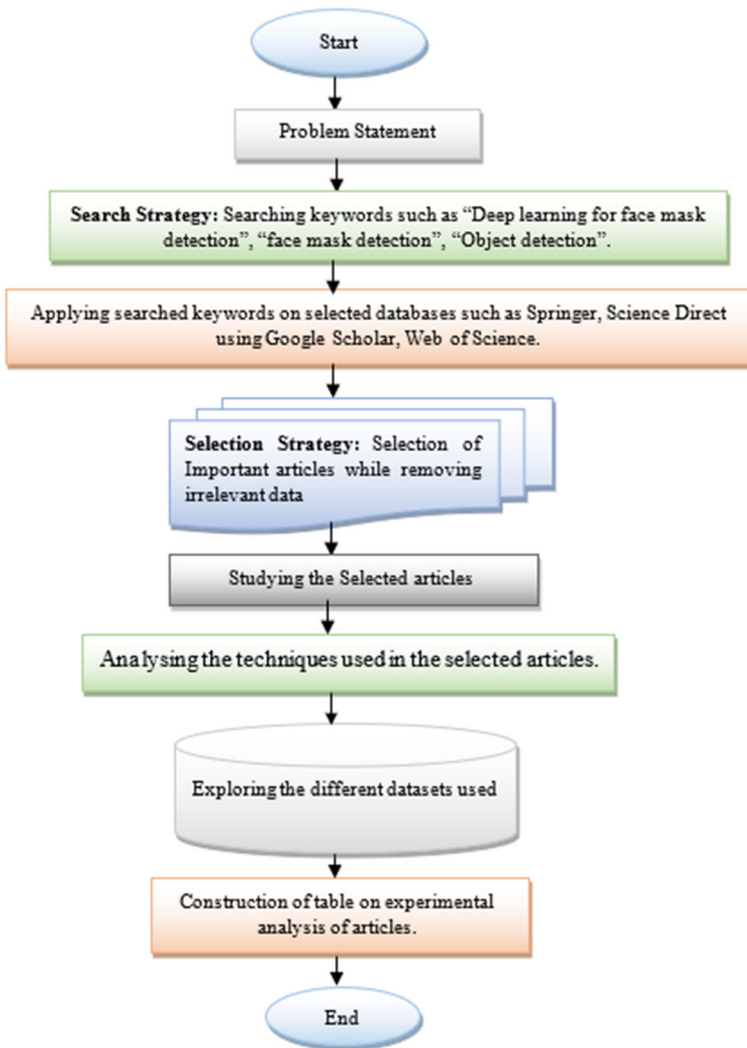 Start
Problem Statement
Search Strategy: Searching keywords such as “Deep learning for face mask
detection”, “face mask detection”, “Object detection”.
Applying searched keywords on selected databases such as Springer, Science Direct
using Google Scholar, Web of Science.
Selection Strategy: Selection of
Important articles while removing
irrelevant data
Studying the Selected articles
Analysing the techniques used in the selected articles.
Exploring the different datasets used
Construction of table on experimental
analysis of articles.
End